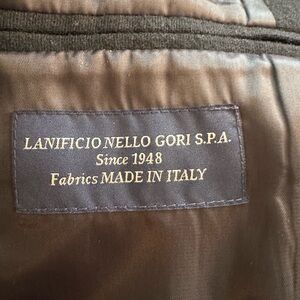 LANIFICIO NELLO GORI S.P.A.
Since 1948
Fabrics MADE IN ITALY